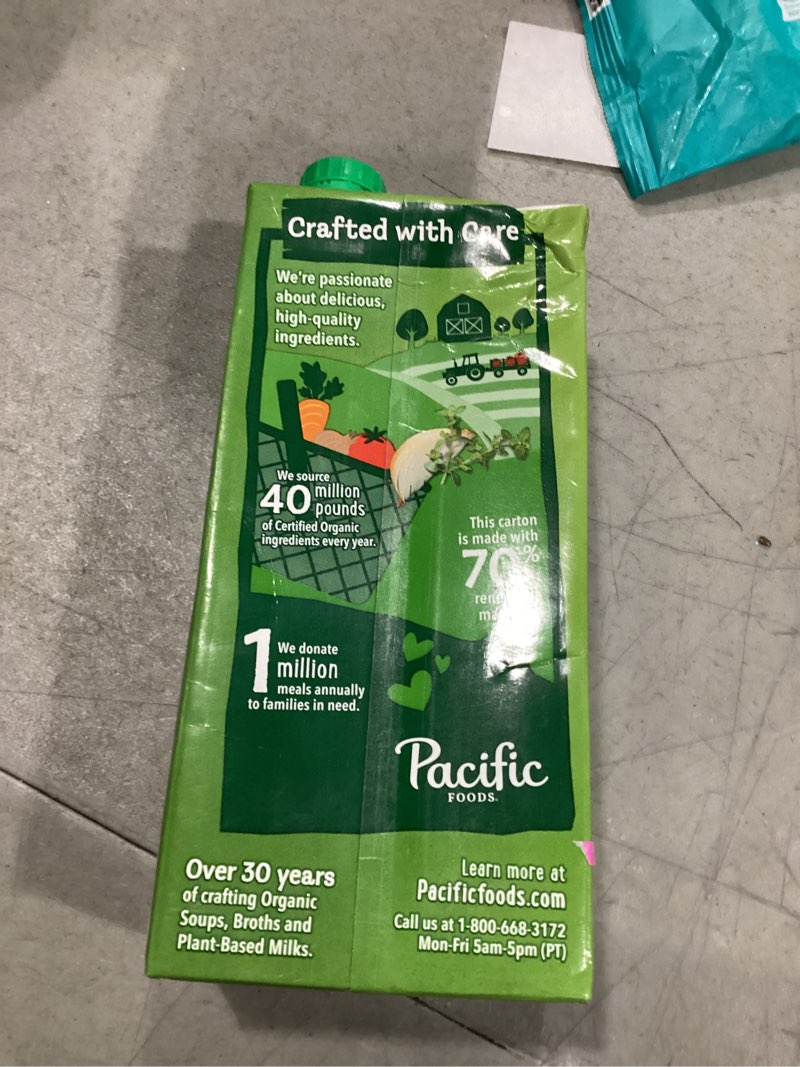 Crafted with Care
We're passionate
about delicious,
high-quality
ingredients.
We source
40 million
pounds
of Certified Organic
ingredients every year.
This carton
is made with
70%
1 We donate
million
meals annually
to families in need.
Pacific
FOODS
Over 30 years
of crafting Organic
Soups, Broths and
Plant-Based Milks.
Learn more at
Pacificfoods.com
Call us at 1-800-668-3172
Mon-Fri 5am-5pm (PT)